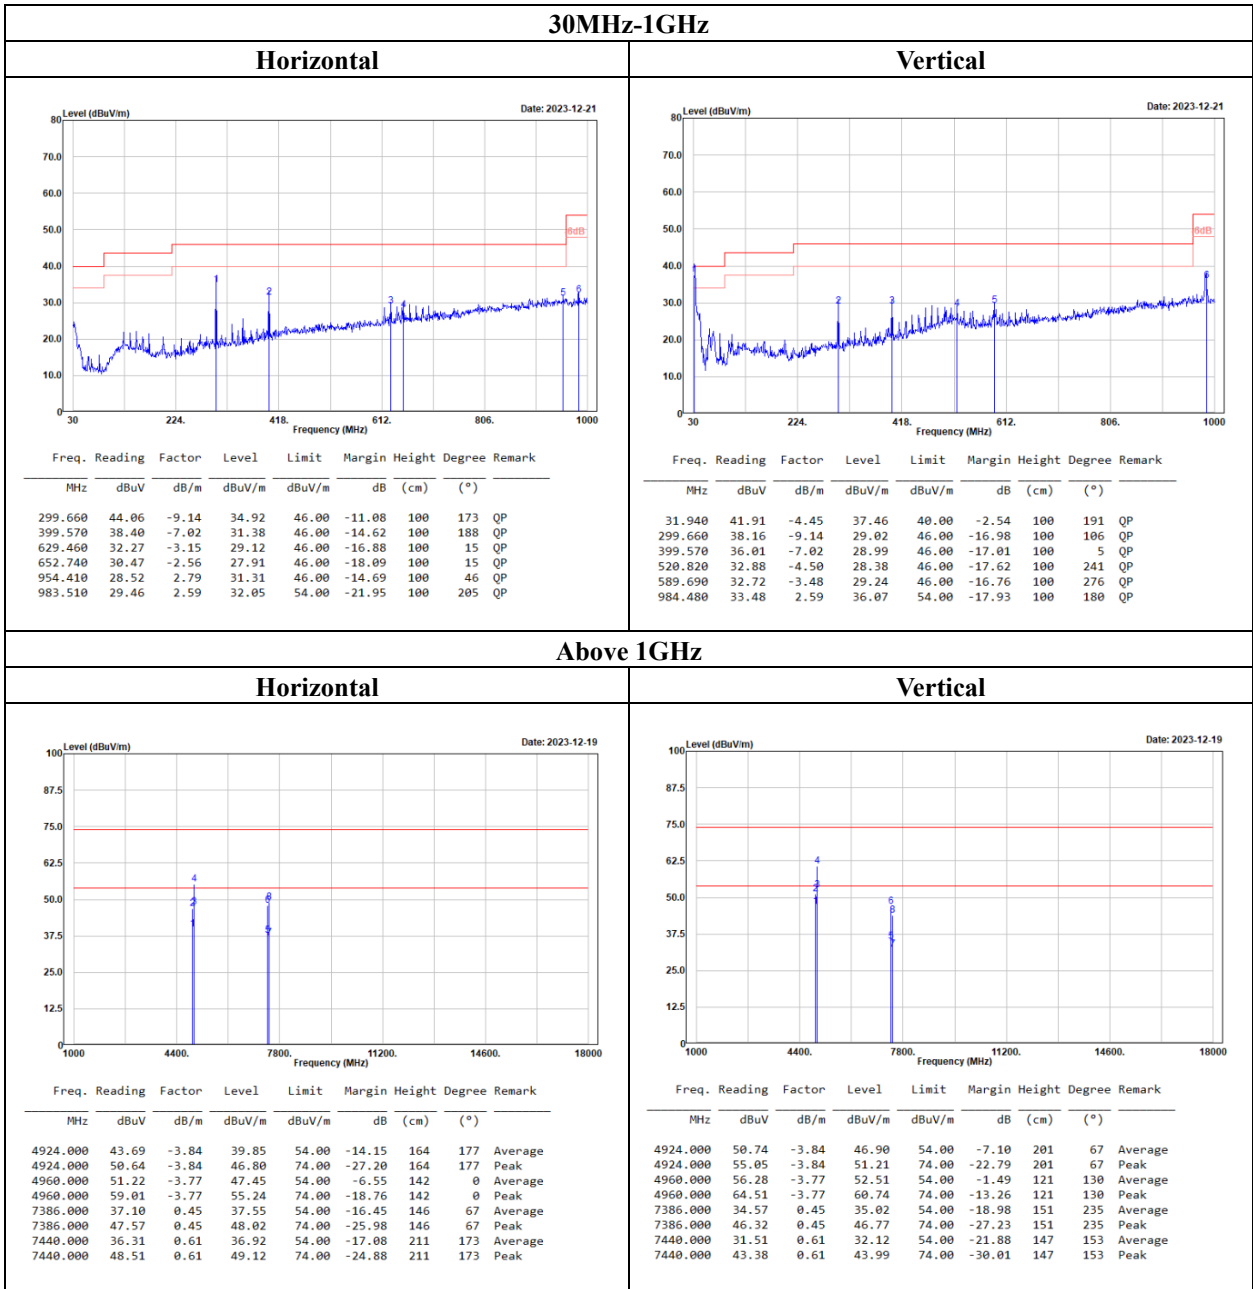 30MHz-1GHz
Horizontal
Vertical
Level (dBuV/m)
Date: 2023-12-21
80
70.0
60.0
50.0
6dB
40.0
1
2
3
4
5
6
30.0
20.0
10.0
0
30
224.
418.
612.
806.
1000
Frequency (MHz)
Freq. Reading Factor Level Limit Margin Height Degree Remark
MHz dBuV dB/m dBuV/m dBuV/m dB (cm) (°)
299.660 44.06 -9.14 34.92 46.00 -11.08 100 173 QP
399.570 38.40 -7.02 31.38 46.00 -14.62 100 188 QP
629.460 32.27 -3.15 29.12 46.00 -16.88 100 15 QP
652.740 30.47 -2.56 27.91 46.00 -18.09 100 15 QP
954.410 28.52 2.79 31.31 46.00 -14.69 100 46 QP
983.510 29.46 2.59 32.05 54.00 -21.95 100 205 QP
Level (dBuV/m)
Date: 2023-12-21
80
70.0
60.0
50.0
6dB
40.0
2
3
4
5
6
30.0
20.0
10.0
0
30
224.
418.
612.
806.
1000
Frequency (MHz)
Freq. Reading Factor Level Limit Margin Height Degree Remark
MHz dBuV dB/m dBuV/m dBuV/m dB (cm) (°)
31.940 41.91 -4.45 37.46 40.00 -2.54 100 191 QP
299.660 38.16 -9.14 29.02 46.00 -16.98 100 106 QP
399.570 36.01 -7.02 28.99 46.00 -17.01 100 5 QP
520.820 32.88 -4.50 28.38 46.00 -17.62 100 241 QP
589.690 32.72 -3.48 29.24 46.00 -16.76 100 276 QP
984.480 33.48 2.59 36.07 54.00 -17.93 100 180 QP
Above 1GHz
Horizontal
Vertical
Level (dBuV/m)
Date: 2023-12-19
100
87.5
75.0
62.5
4
50.0
2
3
6
8
1
5
7
37.5
25.0
12.5
0
1000
4400.
7800.
11200.
14600.
18000
Frequency (MHz)
Freq. Reading Factor Level Limit Margin Height Degree Remark
MHz dBuV dB/m dBuV/m dBuV/m dB (cm) (°)
4924.000 43.69 -3.84 39.85 54.00 -14.15 164 177 Average
4924.000 50.64 -3.84 46.80 74.00 -27.20 164 177 Peak
4960.000 51.22 -3.77 47.45 54.00 -6.55 142 0 Average
4960.000 59.01 -3.77 55.24 74.00 -18.76 142 0 Peak
7386.000 37.10 0.45 37.55 54.00 -16.45 146 67 Average
7386.000 47.57 0.45 48.02 74.00 -25.98 146 67 Peak
7440.000 36.31 0.61 36.92 54.00 -17.08 211 173 Average
7440.000 48.51 0.61 49.12 74.00 -24.88 211 173 Peak
Level (dBuV/m)
Date: 2023-12-19
100
87.5
75.0
62.5
4
2
3
1
6
8
5
7
50.0
37.5
25.0
12.5
0
1000
4400.
7800.
11200.
14600.
18000
Frequency (MHz)
Freq. Reading Factor Level Limit Margin Height Degree Remark
MHz dBuV dB/m dBuV/m dBuV/m dB (cm) (°)
4924.000 50.74 -3.84 46.90 54.00 -7.10 201 67 Average
4924.000 55.05 -3.84 51.21 74.00 -22.79 201 67 Peak
4960.000 56.28 -3.77 52.51 54.00 -1.49 121 130 Average
4960.000 64.51 -3.77 60.74 74.00 -13.26 121 130 Peak
7386.000 34.57 0.45 35.02 54.00 -18.98 151 235 Average
7386.000 46.32 0.45 46.77 74.00 -27.23 151 235 Peak
7440.000 31.51 0.61 32.12 54.00 -21.88 147 153 Average
7440.000 43.38 0.61 43.99 74.00 -30.01 147 153 Peak